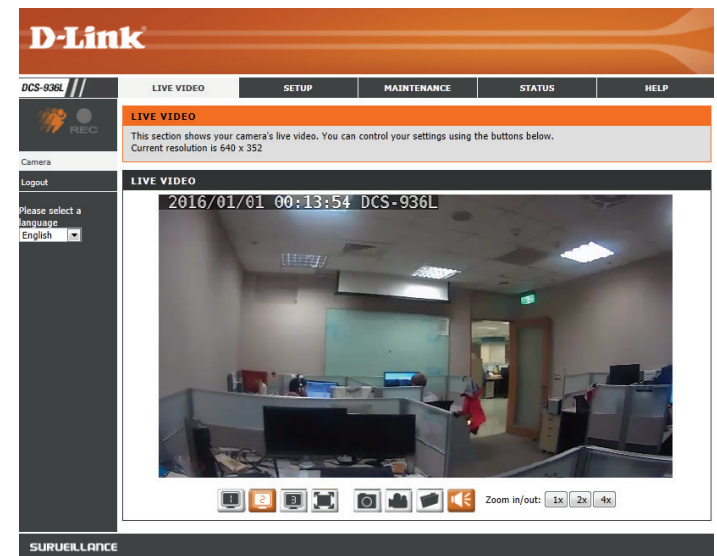 D-Link
DCS-936L
LIVE VIDEO
SETUP
MAINTENANCE
STATUS
HELP
REC
Camera
Logout
Please select a
language
English
LIVE VIDEO
This section shows your camera's live video. You can control your settings using the buttons below.
Current resolution is 640 x 352
LIVE VIDEO
2016/01/01 00:13:54 DCS-936L
1
2
3
Zoom in/out: 1x 2x 4x
SURVEILLANCE